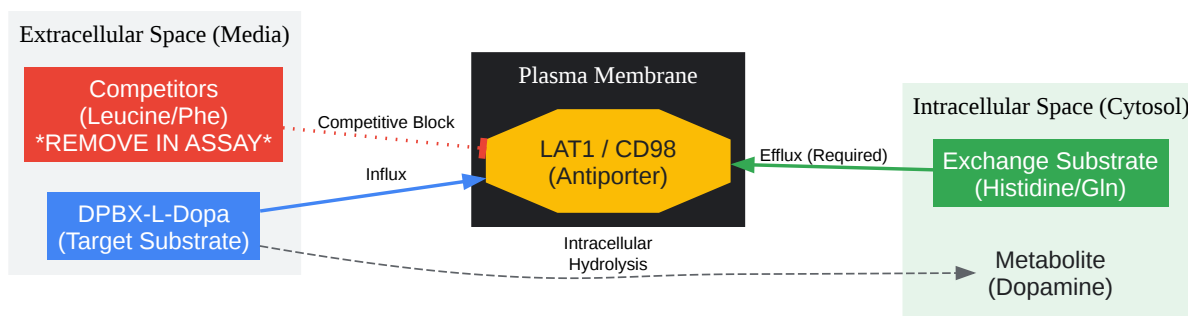 Extracellular Space (Media)
Competitors
(Leucine/Phe)
*REMOVE IN ASSAY*
DPBX-L-Dopa
(Target Substrate)
Competitive Block
Influx
Plasma Membrane
LAT1 / CD98
(Antiporter)
Intracellular
Hydrolysis
Efflux (Required)
Intracellular Space (Cytosol)
Exchange Substrate
(Histidine/Gln)
Metabolite
(Dopamine)